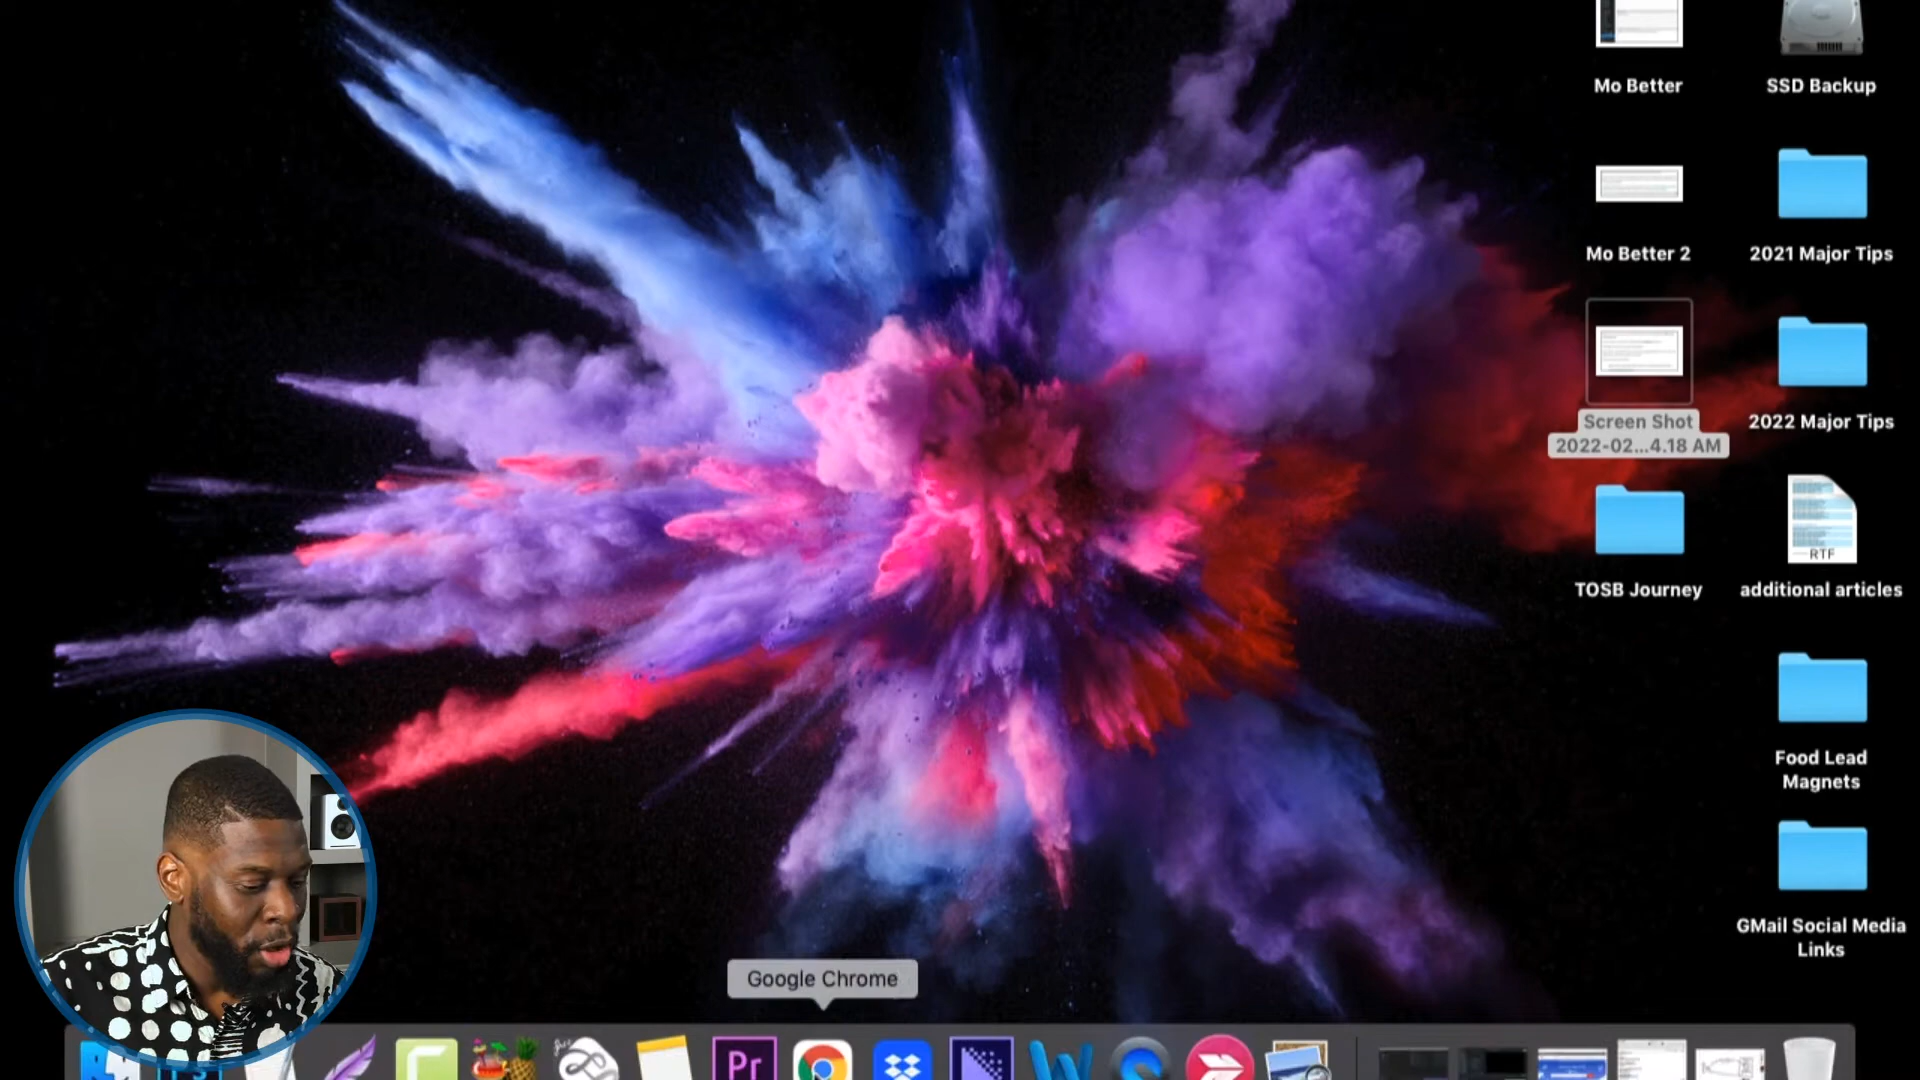 Mo Better
SSD Backup
Mo Better 2
2021 Major Tips
Screen Shot
2022-02...4.18 AM
2022 Major Tips
RTF
TOSB Journey
additional articles
Food Lead
Magnets
GMail Social Media
Links
Google Chrome
Pr